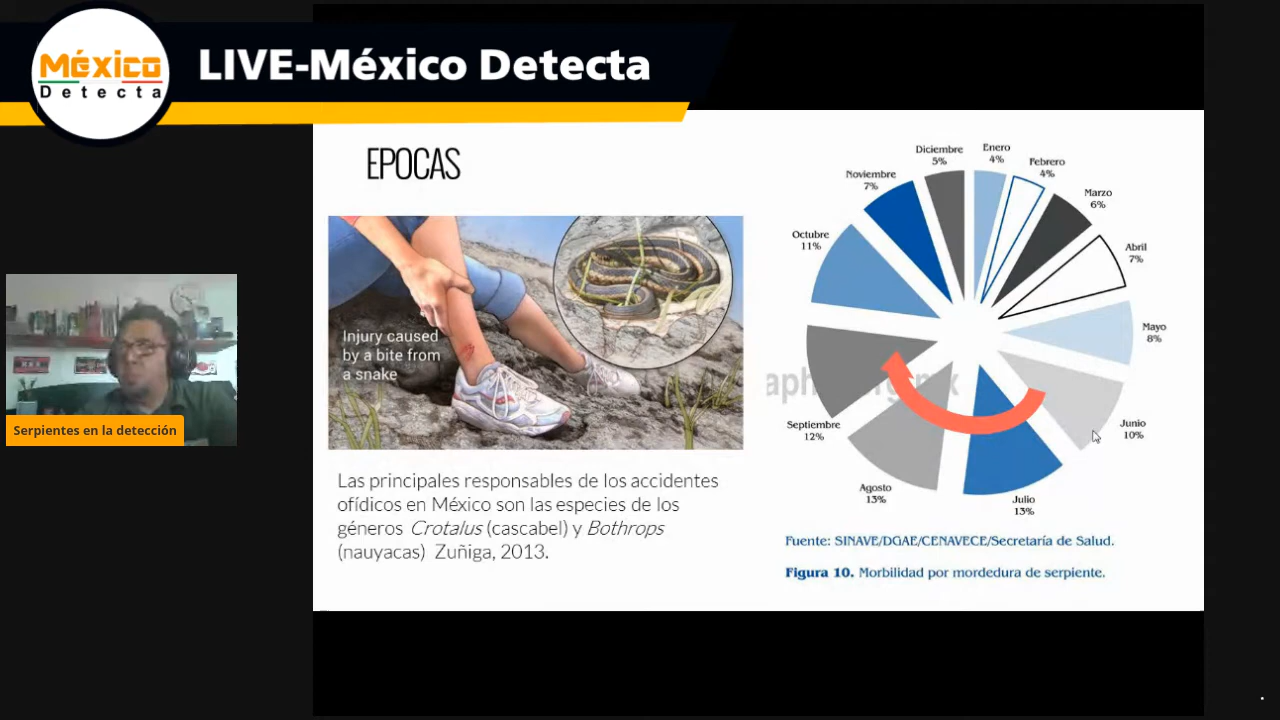 México
Detecta
LIVE-México Detecta
EPOCAS
Injury caused
by a bite from
a snake
Las principales responsables de los accidentes
ofídicos en México son las especies de los
géneros Crotalus (cascabel) y Bothrops
(nauyacas) Zuñiga, 2013.
Enero
4%
Febrero
4%
Marzo
6%
Abril
7%
Mayo
8%
Junio
10%
Julio
13%
Agosto
13%
Septiembre
12%
Octubre
11%
Noviembre
7%
Diciembre
5%
Fuente: SINAVE/DGAE/CENAVECE/Secretaría de Salud.
Figura 10. Morbilidad por mordedura de serpiente.
Serpientes en la detección